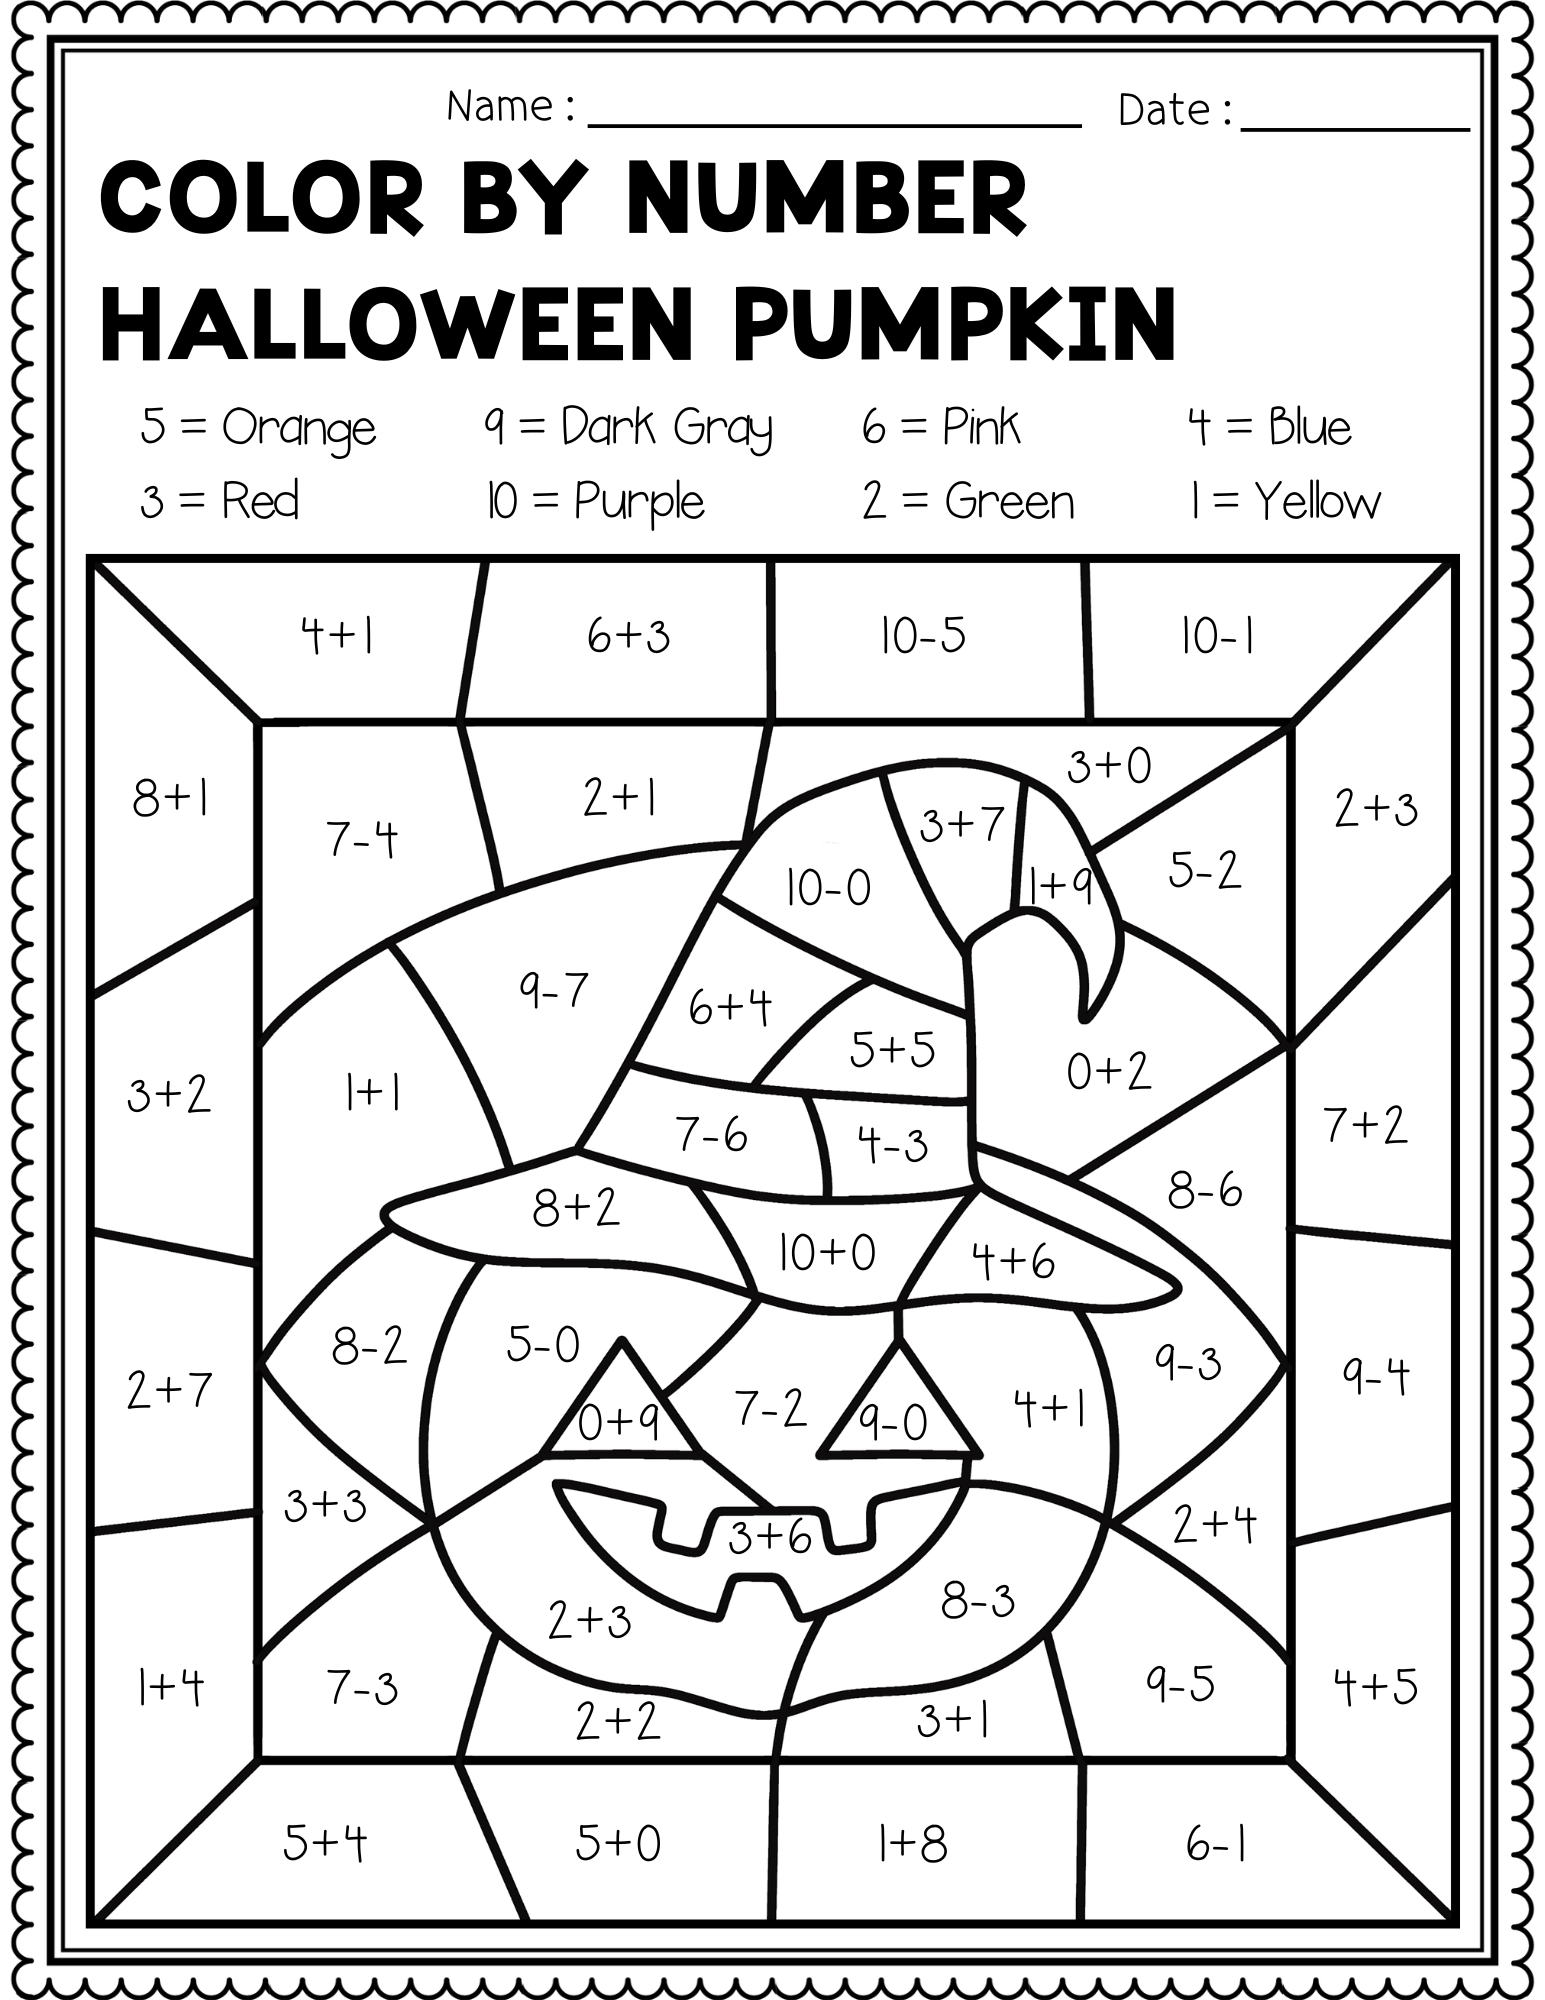 Name : Date :
COLOR BY NUMBER
HALLOWEEN PUMPKIN
5 = Orange 9 = Dark Gray 6 = Pink 4 = Blue
3 = Red 10 = Purple 2 = Green 1 = Yellow
4+1 6+3 10-5 10-1
3+0
8+1 7-4 2+1 2+3
3+7
10-0 1+9 5-2
9-7 6+4
5+5
3+2 1+1 0+2
7-6 4-3 7+2
8+2 8-6
10+0 4+6
8-2 5-0 9-3
2+7 7-2 4+1 9-4
0+9 9-0
3+3 3+6 2+4
2+3 8-3
1+4 7-3 9-5 4+5
2+2 3+1
5+4 5+0 1+8 6-1